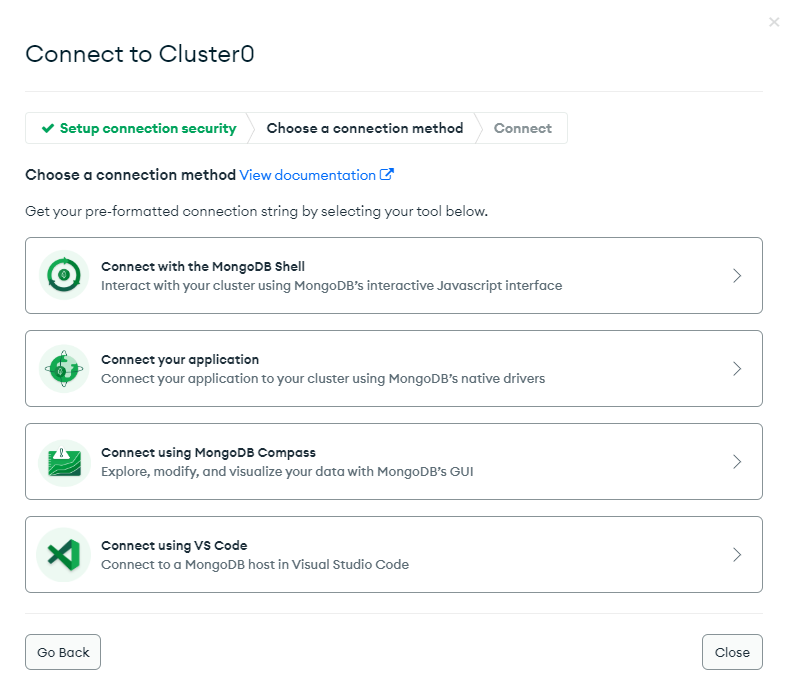 Connect to Cluster0
Setup connection security
Choose a connection method
Connect
Choose a connection method View documentation
Get your pre-formatted connection string by selecting your tool below.
Connect with the MongoDB Shell
Interact with your cluster using MongoDB's interactive Javascript interface
Connect your application
Connect your application to your cluster using MongoDB's native drivers
Connect using MongoDB Compass
Explore, modify, and visualize your data with MongoDB's GUI
Connect using VS Code
Connect to a MongoDB host in Visual Studio Code
Go Back
Close